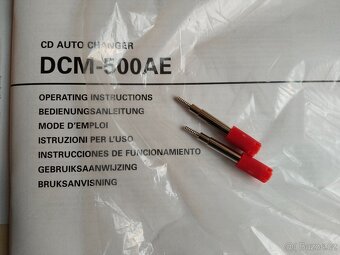 CD AUTO CHANGER
DCM-500AE
OPERATING INSTRUCTIONS
BEDIENUNGSANLEITUNG
MODE D'EMPLOI
ISTRUZIONI PER L'USO
INSTRUCCIONES DE FUNCIONAMIENTO
GEBRUIKSAANWIJZING
BRUKSANVISNING